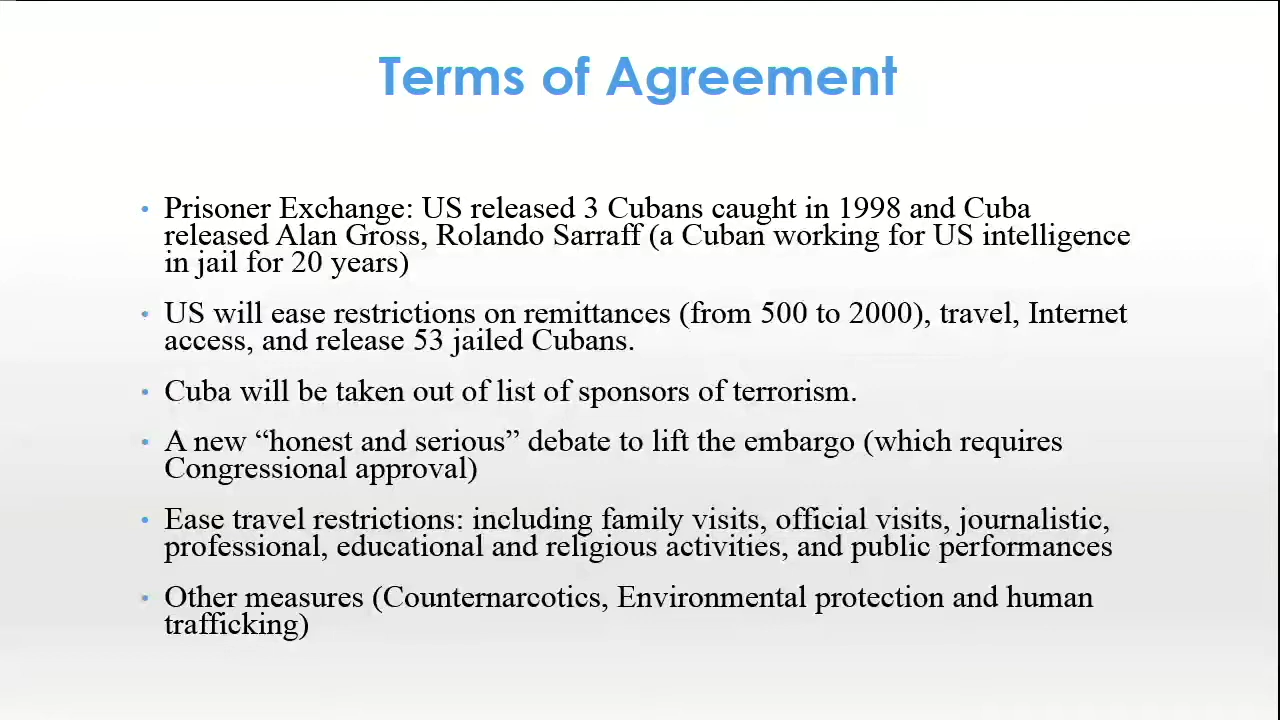 Terms of Agreement
• Prisoner Exchange: US released 3 Cubans caught in 1998 and Cuba
released Alan Gross, Rolando Sarraff (a Cuban working for US intelligence
in jail for 20 years)
• US will ease restrictions on remittances (from 500 to 2000), travel, Internet
access, and release 53 jailed Cubans.
• Cuba will be taken out of list of sponsors of terrorism.
• A new “honest and serious” debate to lift the embargo (which requires
Congressional approval)
• Ease travel restrictions: including family visits, official visits, journalistic,
professional, educational and religious activities, and public performances
• Other measures (Counternarcotics, Environmental protection and human
trafficking)